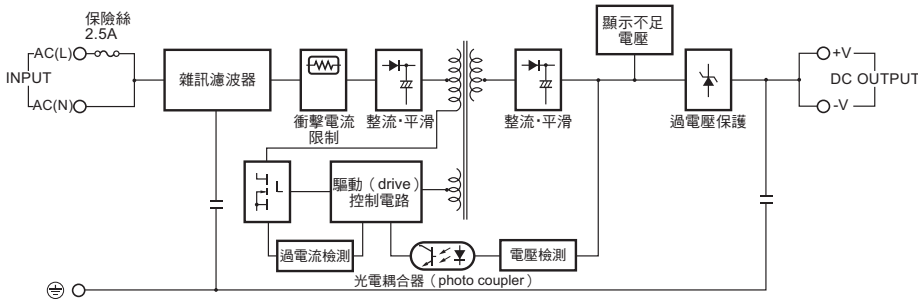 保險絲
2.5A
AC(L)
INPUT
AC(N)
雜訊濾波器
衝擊電流
限制
整流·平滑
整流·平滑
顯示不足
電壓
過電壓保護
+V
DC OUTPUT
-V
驅動（drive）
控制電路
過電流檢測
光電耦合器（photo coupler）
電壓檢測